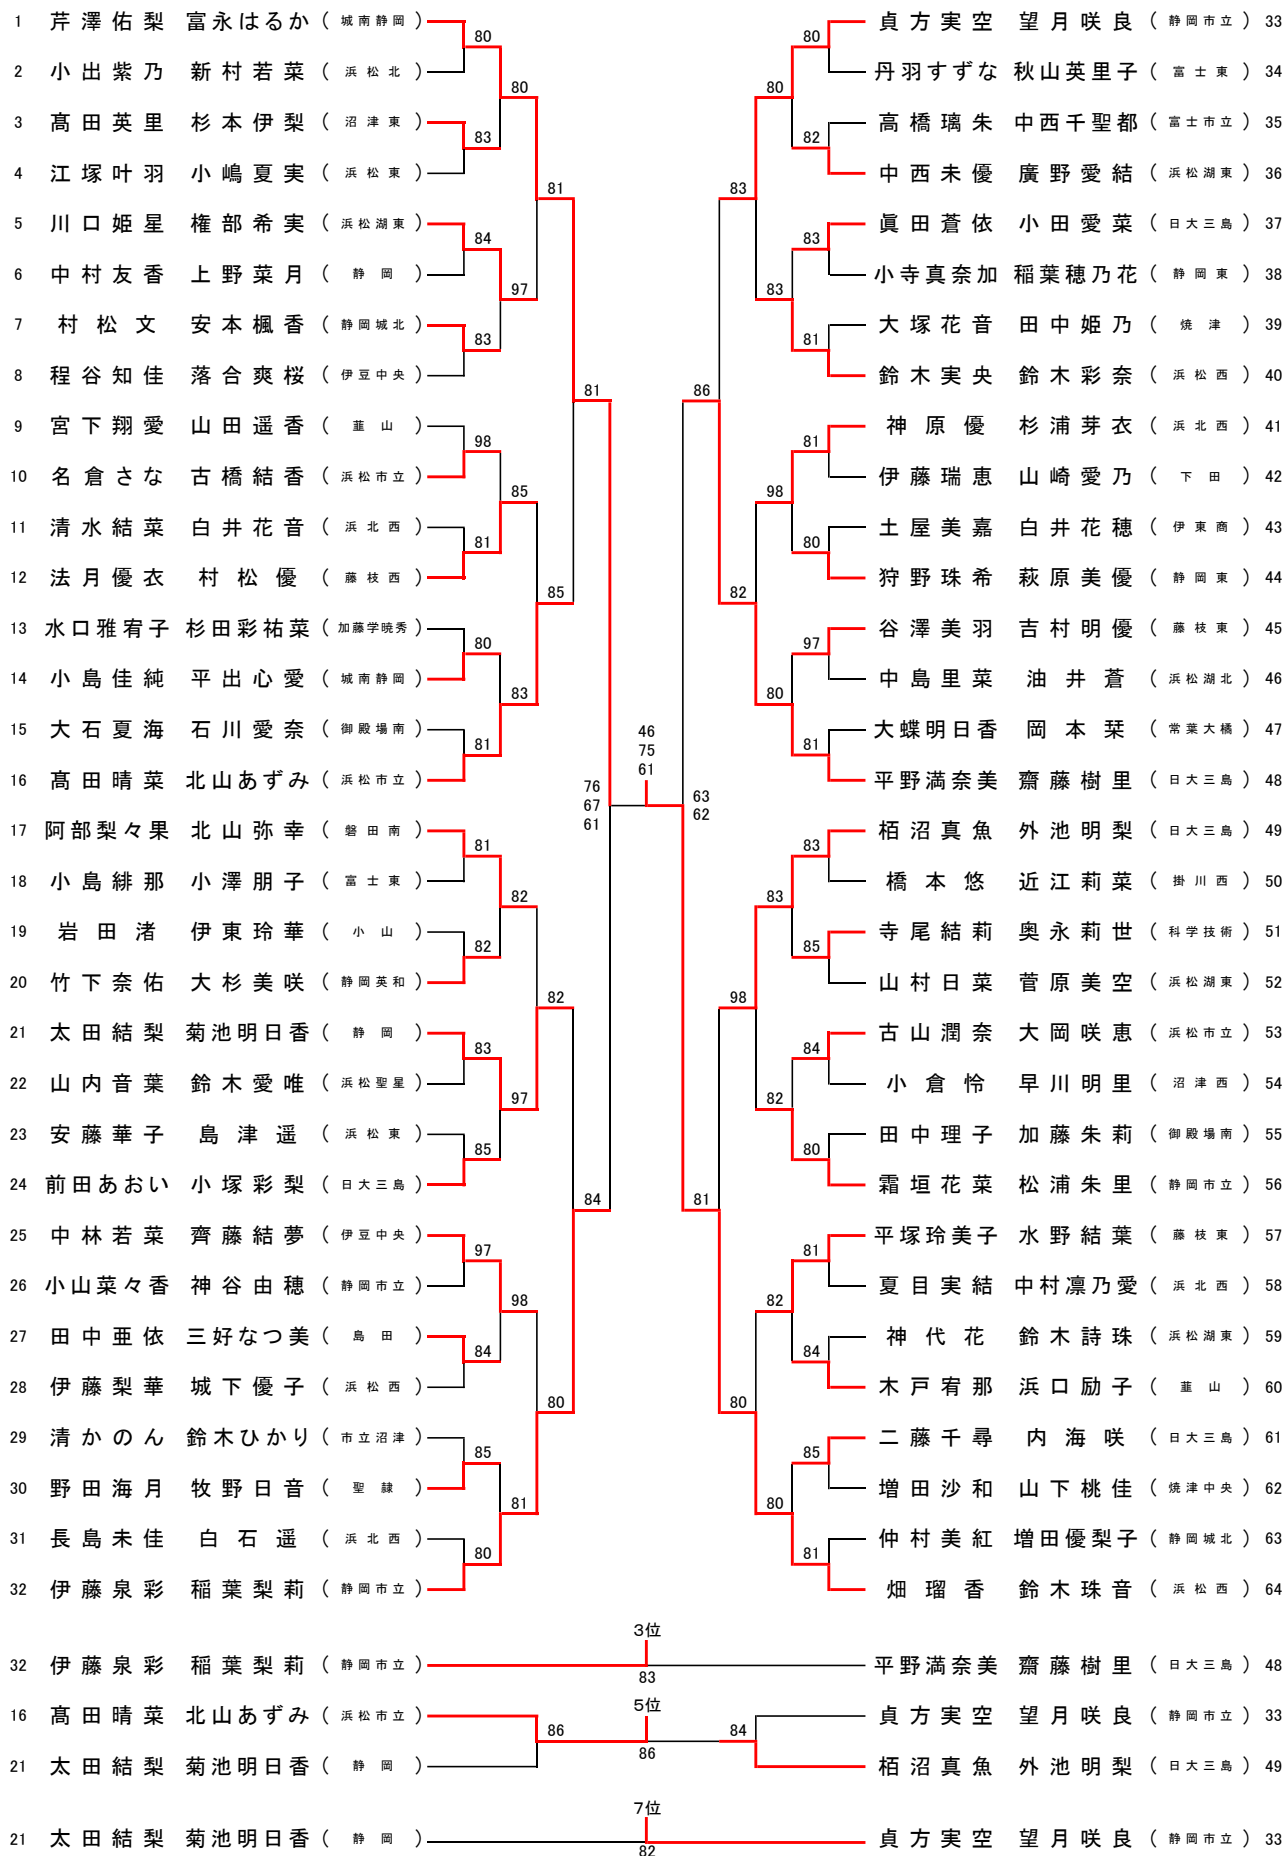 1 芹澤佑梨 富永はるか (城南静岡) 貞方実空 望月咲良 (静岡市立) 33
80 80
2 小出紫乃 新村若菜 (浜松北) 丹羽すずな 秋山英里子 (富士東) 34
80 80
3 髙田英里 杉本伊梨 (沼津東) 高橋璃朱 中西千聖都 (富士市立) 35
83 82
4 江塚叶羽 小嶋夏実 (浜松東) 中西未優 廣野愛結 (浜松湖東) 36
81 83
5 川口姫星 権部希実 (浜松湖東) 眞田蒼依 小田愛菜 (日大三島) 37
84 83
6 中村友香 上野菜月 (静岡) 小寺真奈加 稲葉穂乃花 (静岡東) 38
97 83
7 村松文 安本楓香 (静岡城北) 大塚花音 田中姫乃 (焼津) 39
83 81
8 程谷知佳 落合爽桜 (伊豆中央) 鈴木実央 鈴木彩奈 (浜松西) 40
81 86
9 宮下翔愛 山田遥香 (韮山) 神原優 杉浦芽衣 (浜北西) 41
98 81
10 名倉さな 古橋結香 (浜松市立) 伊藤瑞恵 山崎愛乃 (下田) 42
85 98
11 清水結菜 白井花音 (浜北西) 土屋美嘉 白井花穂 (伊東商) 43
81 80
12 法月優衣 村松優 (藤枝西) 狩野珠希 萩原美優 (静岡東) 44
85 82
13 水口雅宥子 杉田彩祐菜 (加藤学暁秀) 谷澤美羽 吉村明優 (藤枝東) 45
80 97
14 小島佳純 平出心愛 (城南静岡) 中島里菜 油井蒼 (浜松湖北) 46
83 80
15 大石夏海 石川愛奈 (御殿場南) 大蝶明日香 岡本栞 (常葉大橘) 47
81 46 81
75
61
16 髙田晴菜 北山あずみ (浜松市立) 平野満奈美 齋藤樹里 (日大三島) 48
76 63
67 62
61
17 阿部梨々果 北山弥幸 (磐田南) 栢沼真魚 外池明梨 (日大三島) 49
81 83
18 小島緋那 小澤朋子 (富士東) 橋本悠 近江莉菜 (掛川西) 50
82 83
19 岩田渚 伊東玲華 (小山) 寺尾結莉 奥永莉世 (科学技術) 51
82 85
20 竹下奈佑 大杉美咲 (静岡英和) 山村日菜 菅原美空 (浜松湖東) 52
82 98
21 太田結梨 菊池明日香 (静岡) 古山潤奈 大岡咲恵 (浜松市立) 53
83 84
22 山内音葉 鈴木愛唯 (浜松聖星) 小倉怜 早川明里 (沼津西) 54
97 82
23 安藤華子 島津遥 (浜松東) 田中理子 加藤朱莉 (御殿場南) 55
85 80
24 前田あおい 小塚彩梨 (日大三島) 霜垣花菜 松浦朱里 (静岡市立) 56
84 81
25 中林若菜 齊藤結夢 (伊豆中央) 平塚玲美子 水野結葉 (藤枝東) 57
97 81
26 小山菜々香 神谷由穂 (静岡市立) 夏目実結 中村凛乃愛 (浜北西) 58
98 82
27 田中亜依 三好なつ美 (島田) 神代花 鈴木詩珠 (浜松湖東) 59
84 84
28 伊藤梨華 城下優子 (浜松西) 木戸宥那 浜口励子 (韮山) 60
80 80
29 清かのん 鈴木ひかり (市立沼津) 二藤千尋 内海咲 (日大三島) 61
85 85
30 野田海月 牧野日音 (聖隷) 増田沙和 山下桃佳 (焼津中央) 62
81 80
31 長島未佳 白石遥 (浜北西) 仲村美紅 増田優梨子 (静岡城北) 63
80 81
32 伊藤泉彩 稲葉梨莉 (静岡市立) 畑瑠香 鈴木珠音 (浜松西) 64
3位
32 伊藤泉彩 稲葉梨莉 (静岡市立) 平野満奈美 齋藤樹里 (日大三島) 48
83
16 髙田晴菜 北山あずみ (浜松市立) 5位 貞方実空 望月咲良 (静岡市立) 33
86 86 84
21 太田結梨 菊池明日香 (静岡) 栢沼真魚 外池明梨 (日大三島) 49
7位
21 太田結梨 菊池明日香 (静岡) 貞方実空 望月咲良 (静岡市立) 33
82